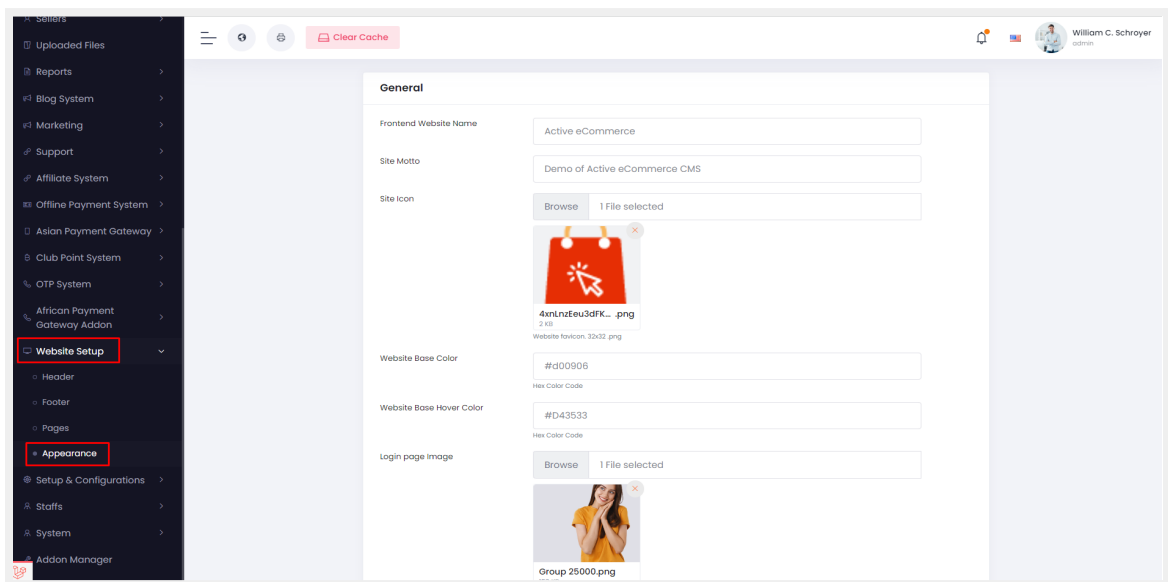 Sellers
Uploaded Files
Reports
Blog System
Marketing
Support
Affiliate System
Offline Payment System
Asian Payment Gateway
Club Point System
OTP System
African Payment
Gateway Addon
Website Setup
Header
Footer
Pages
Appearance
Setup & Configurations
Staffs
System
Addon Manager
Clear Cache
William C. Schroyer
admin
General
Frontend Website Name
Active eCommerce
Site Motto
Demo of Active eCommerce CMS
Site Icon
Browse 1 File selected
4xnLnzEeu3dFK... .png
2 KB
Website favicon. 32x32 .png
Website Base Color
#d00906
Hex Color Code
Website Base Hover Color
#D43533
Hex Color Code
Login page Image
Browse 1 File selected
Group 25000.png